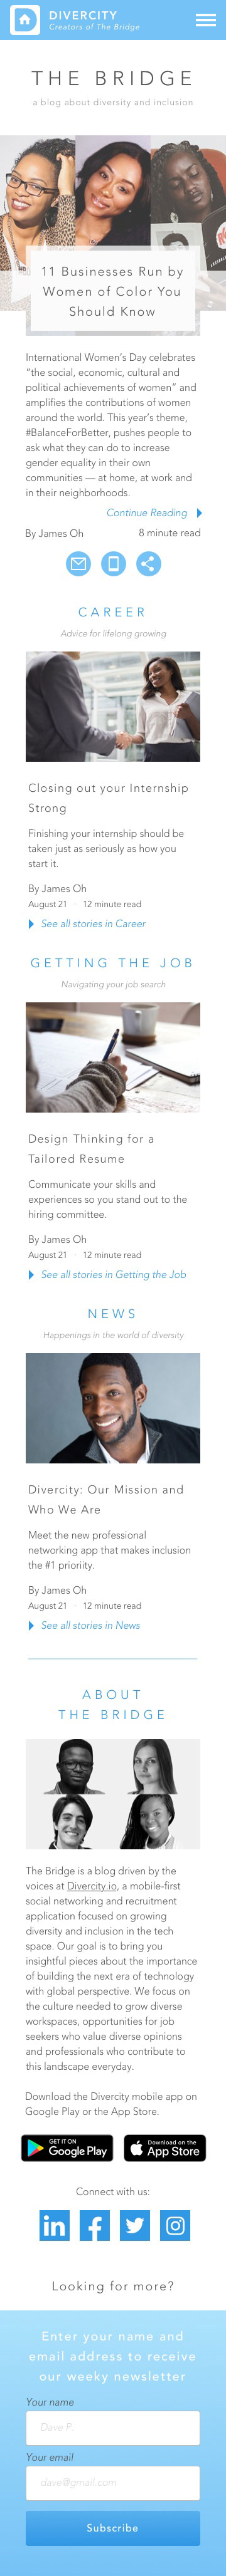 DIVERCITY
Creators of The Bridge
THE BRIDGE
a blog about diversity and inclusion
11 Businesses Run by
Women of Color You
Should Know
International Women's Day celebrates
"the social, economic, cultural and
political achievements of women" and
amplifies the contributions of women
around the world. This year's theme,
#BalanceForBetter, pushes people to
ask what they can do to increase
gender equality in their own
communities — at home, at work and
in their neighborhoods.
Continue Reading
By James Oh 8 minute read
CAREER
Advice for lifelong growing
Closing out your Internship
Strong
Finishing your internship should be
taken just as seriously as how you
start it.
By James Oh
August 21 · 12 minute read
See all stories in Career
GETTING THE JOB
Navigating your job search
Design Thinking for a
Tailored Resume
Communicate your skills and
experiences so you stand out to the
hiring committee.
By James Oh
August 21 · 12 minute read
See all stories in Getting the Job
NEWS
Happenings in the world of diversity
Divercity: Our Mission and
Who We Are
Meet the new professional
networking app that makes inclusion
the #1 prioriity.
By James Oh
August 21 · 12 minute read
See all stories in News
ABOUT
THE BRIDGE
The Bridge is a blog driven by the
voices at Divercity.io, a mobile-first
social networking and recruitment
application focused on growing
diversity and inclusion in the tech
space. Our goal is to bring you
insightful pieces about the importance
of building the next era of technology
with global perspective. We focus on
the culture needed to grow diverse
workspaces, opportunities for job
seekers who value diverse opinions
and professionals who contribute to
this landscape everyday.
Download the Divercity mobile app on
Google Play or the App Store.
GET IT ON
Google Play
Download on the
App Store
Connect with us:
Looking for more?
Enter your name and
email address to receive
our weekly newsletter
Your name
Dave P.
Your email
dave@gmail.com
Subscribe